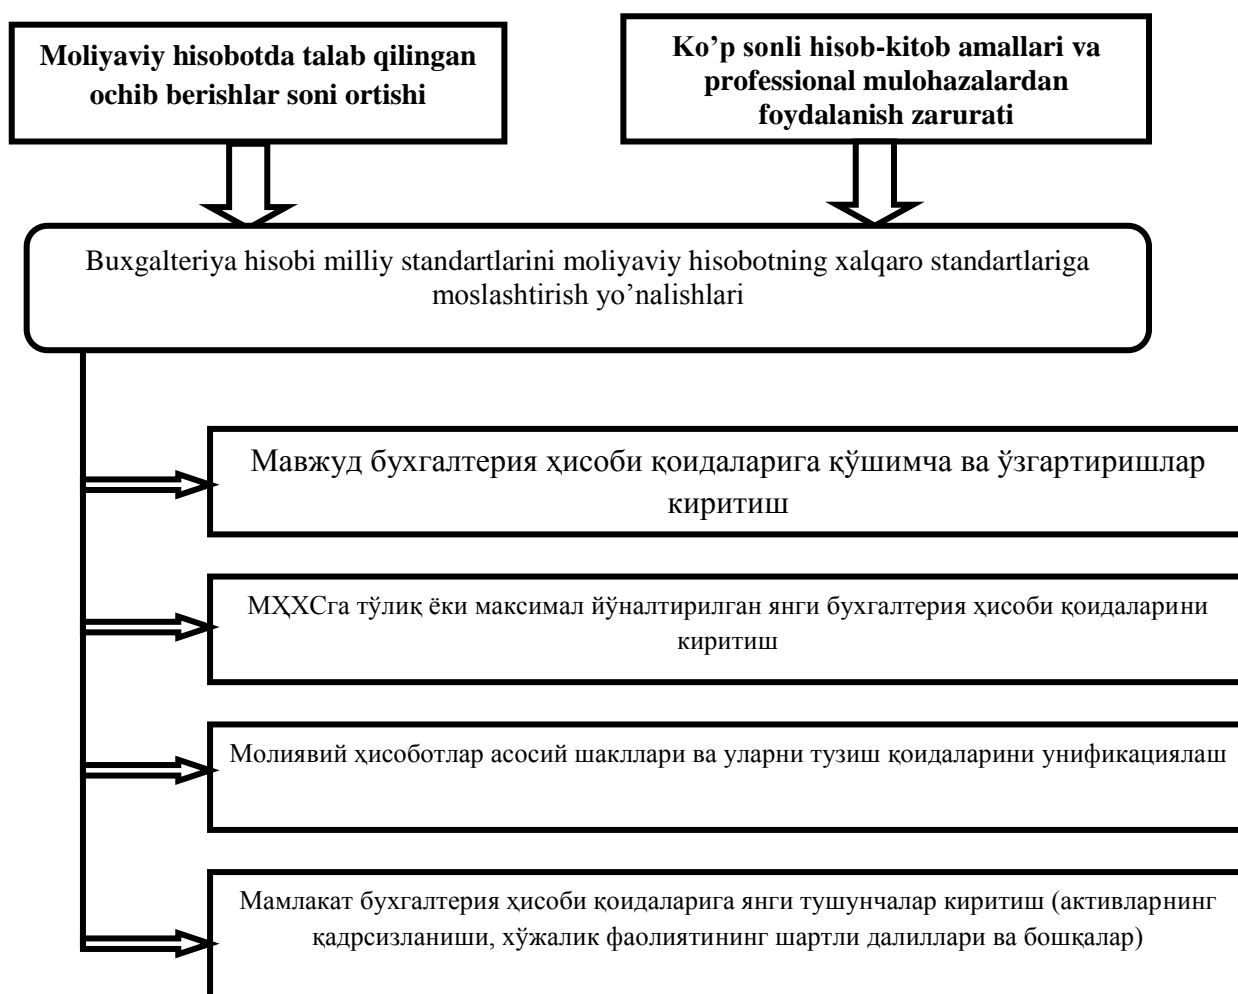 Moliyaviy hisobotda talab qilingan
ochib berishlar soni ortishi
Ko’p sonli hisob-kitob amallari va
professional mulohazalardan
foydalanish zarurati
Buxgalteriya hisobi milliy standartlarini moliyaviy hisobotning xalqaro standartlariga
moslashtirish yo’nalishlari
Мавжуд бухгалтерия ҳисоби қоидаларига қўшимча ва ўзгартиришлар
киритиш
МҲХСга тўлиқ ёки максимал йўналтирилган янги бухгалтерия ҳисоби қоидаларини
киритиш
Молиявий ҳисоботлар асосий шакллари ва уларни тузиш қоидаларини унификациялаш
Мамлакат бухгалтерия ҳисоби қоидаларига янги тушунчалар киритиш (активларнинг
қадрсизланиши, хўжалик фаолиятининг шартли далиллари ва бошқалар)